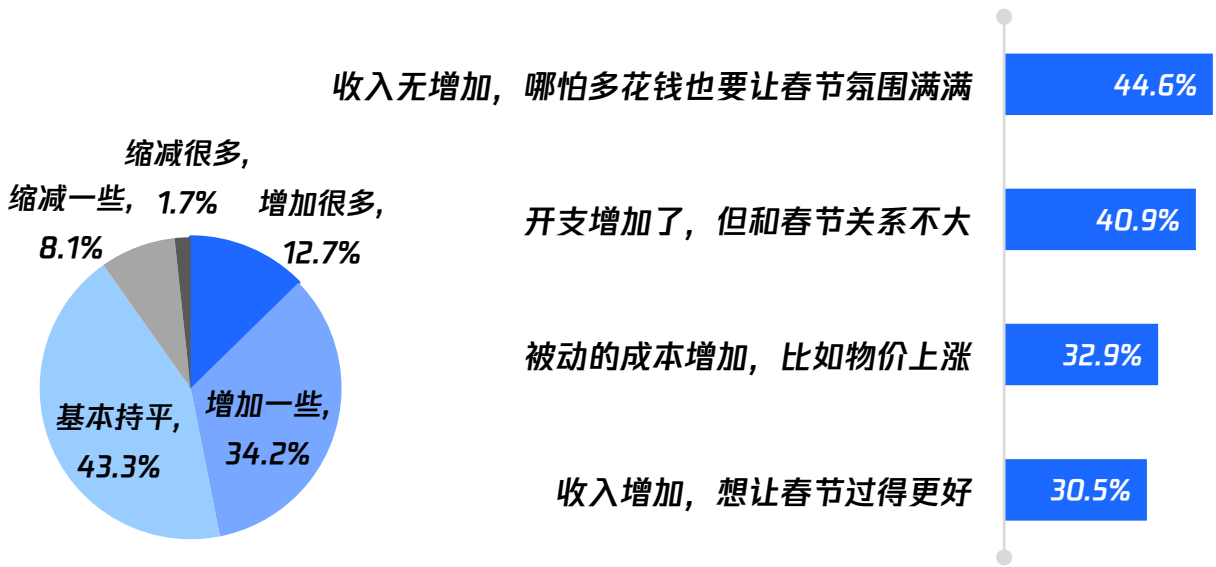 缩减很多,
1.7%
缩减一些,
8.1%
增加很多,
12.7%
基本持平,
43.3%
增加一些,
34.2%
收入无增加，哪怕多花钱也要让春节氛围满满
44.6%
开支增加了，但和春节关系不大
40.9%
被动的成本增加，比如物价上涨
32.9%
收入增加，想让春节过得更好
30.5%